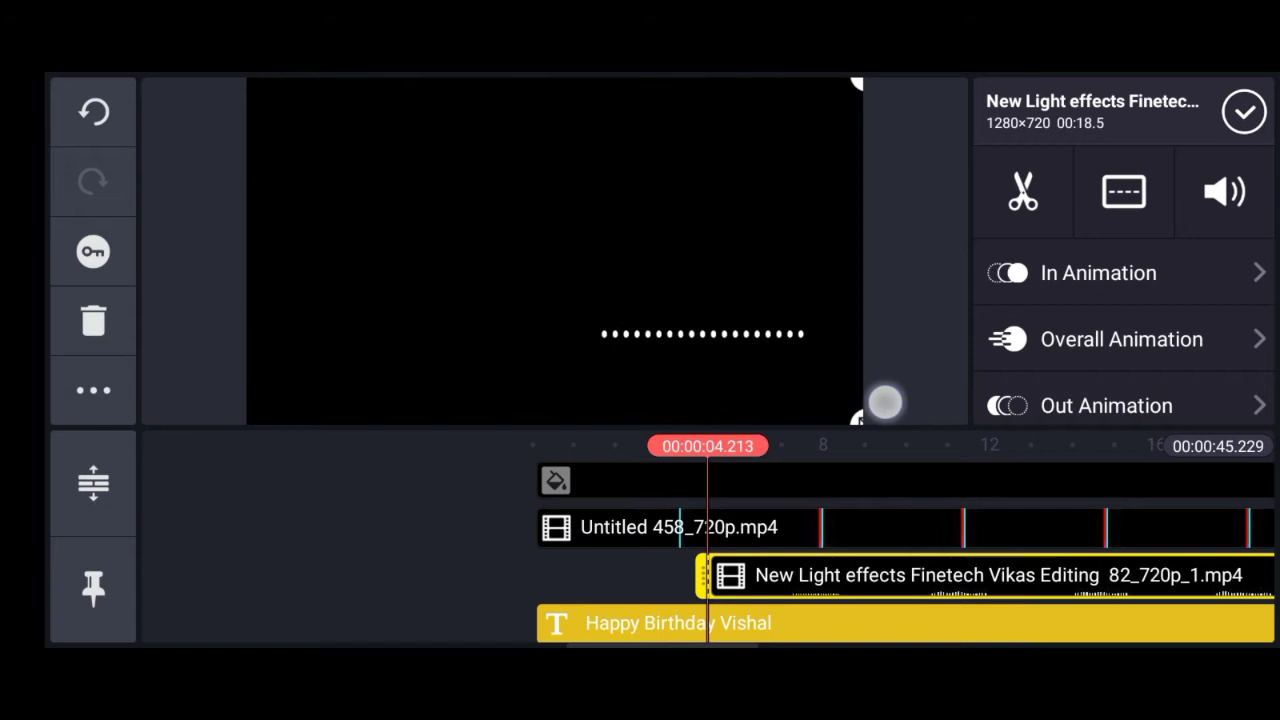 New Light effects Finetec...
1280×720 00:18.5
In Animation
Overall Animation
Out Animation
00:00:04.213
8
12
16
00:00:45.229
Untitled 458_720p.mp4
New Light effects Finetech Vikas Editing 82_720p_1.mp4
T Happy Birthday Vishal